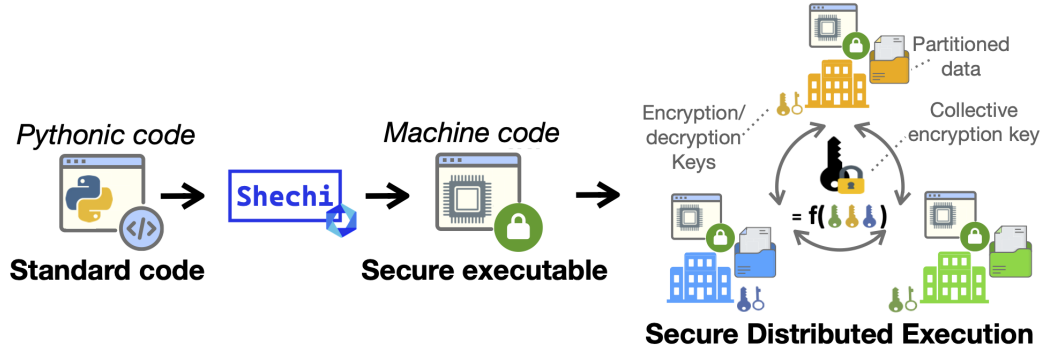 Pythonic code
</>
Standard code
Shechi
Machine code
Secure executable
Partitioned
data
Encryption/
decryption
Keys
Collective
encryption key
= f( )
Secure Distributed Execution